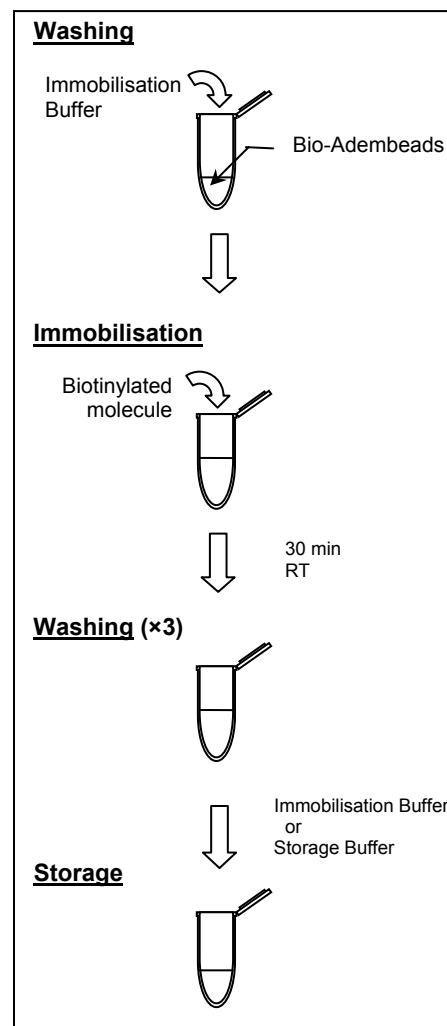 Washing
Immobilisation
Buffer
Bio-Adembeads
Immobilisation
Biotinylated
molecule
30 min
RT
Washing (×3)
Immobilisation Buffer
or
Storage Buffer
Storage